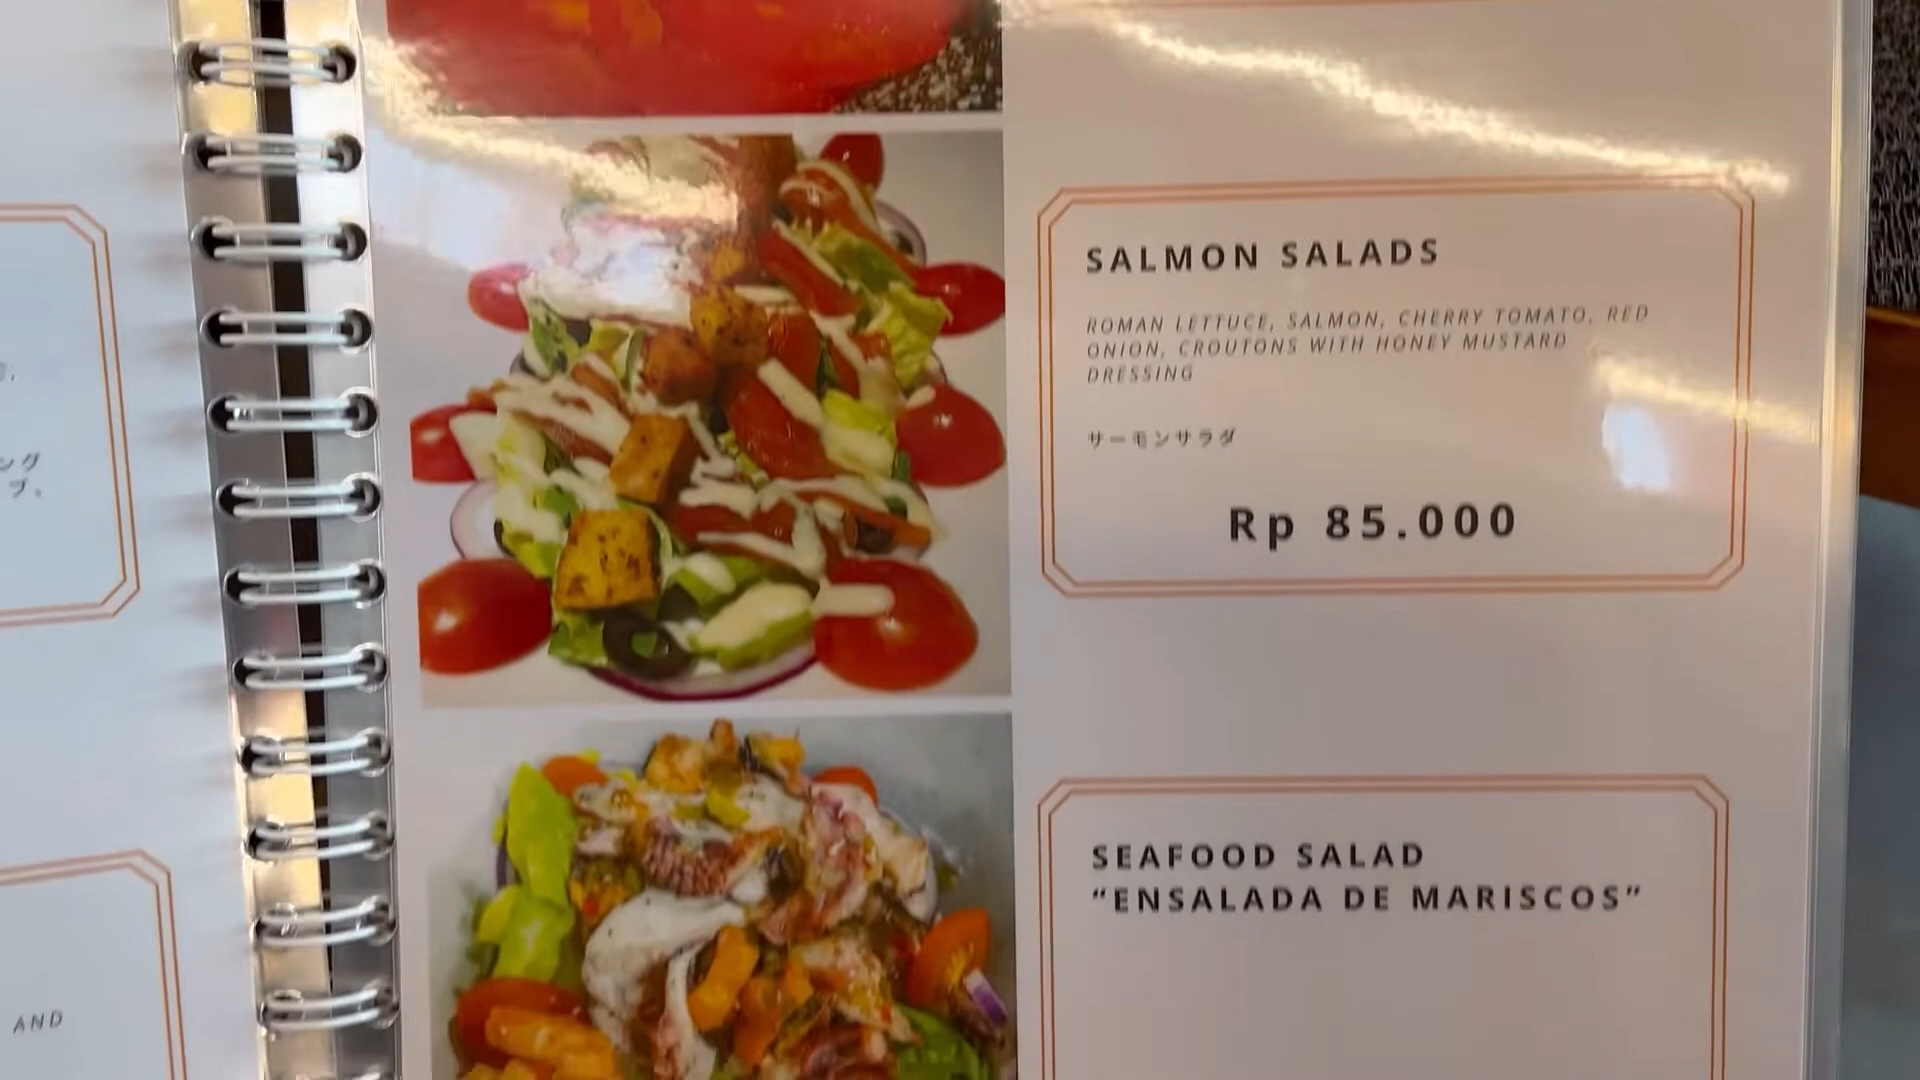 SALMON SALADS
ROMAN LETTUCE, SALMON, CHERRY TOMATO, RED
ONION, CROUTONS WITH HONEY MUSTARD
DRESSING
サーモンサラダ
Rp 85.000
SEAFOOD SALAD
"ENSALADA DE MARISCOS"
AND